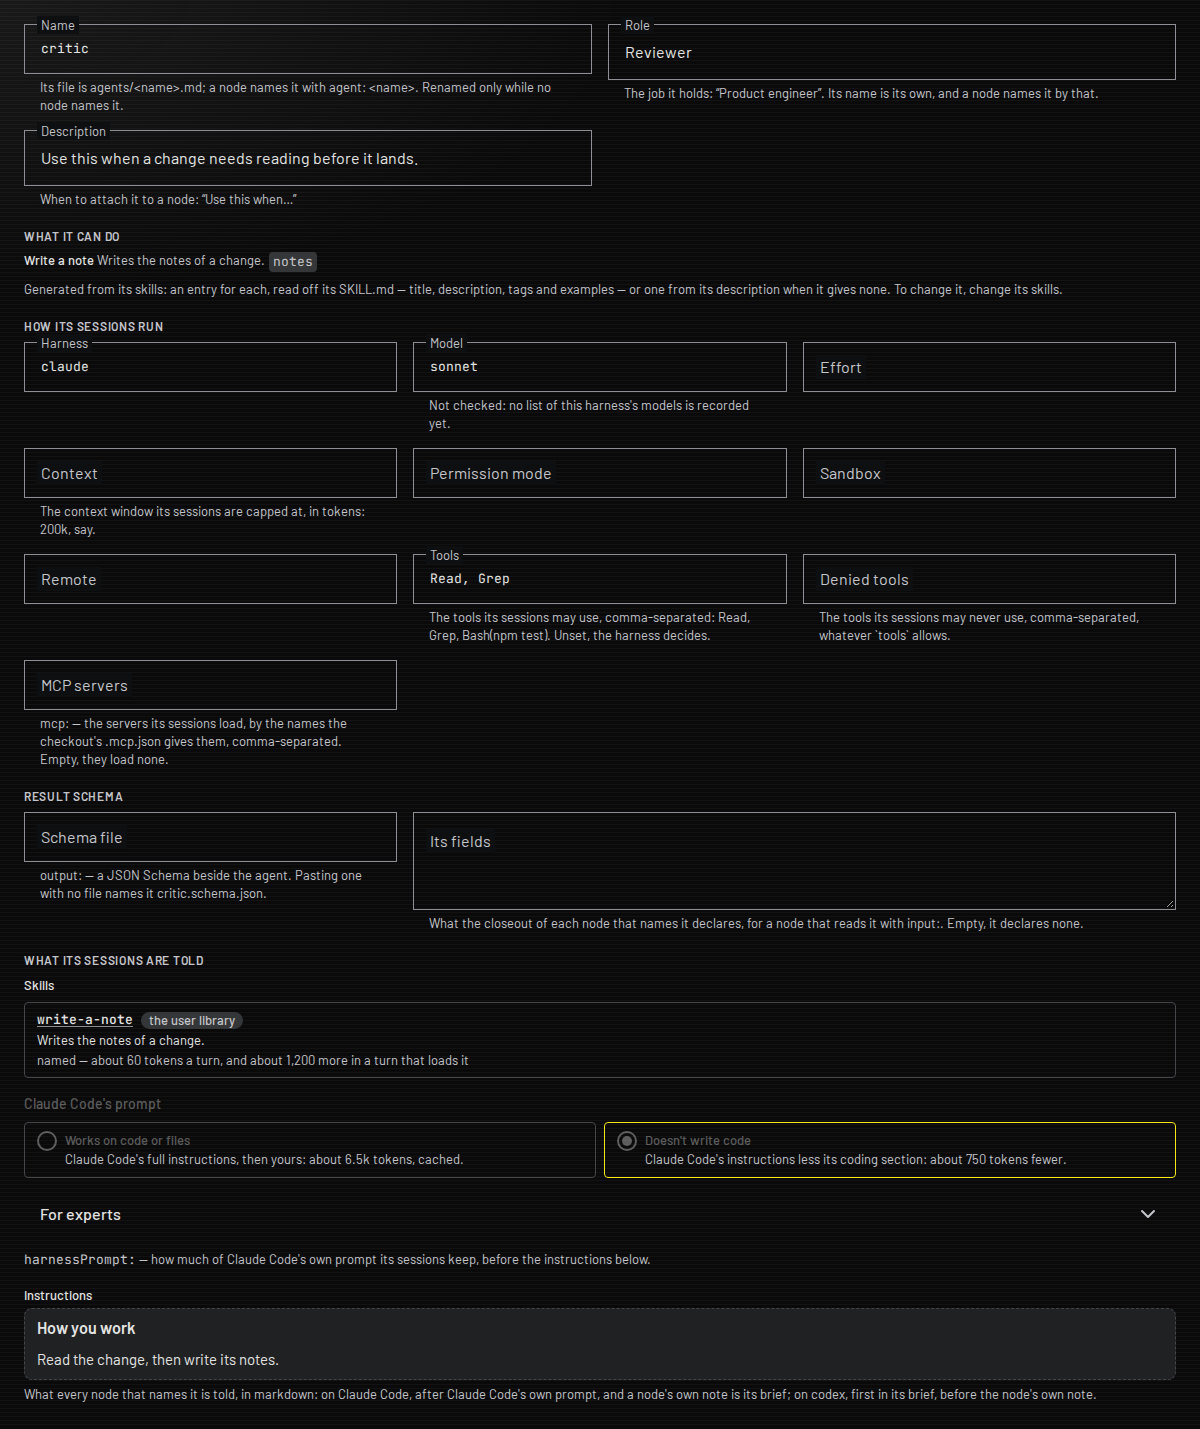 Name
critic
Its file is agents/<name>.md; a node names it with agent: <name>. Renamed only while no
node names it.
Role
Reviewer
The job it holds: “Product engineer”. Its name is its own, and a node names it by that.
Description
Use this when a change needs reading before it lands.
When to attach it to a node: “Use this when…”
WHAT IT CAN DO
Write a note Writes the notes of a change. notes
Generated from its skills: an entry for each, read off its SKILL.md — title, description, tags and examples — or one from its description when it gives none. To change it, change its skills.
HOW ITS SESSIONS RUN
Harness
claude
Model
sonnet
Not checked: no list of this harness's models is recorded
yet.
Effort
Context
The context window its sessions are capped at, in tokens:
200k, say.
Permission mode
Sandbox
Remote
Tools
Read, Grep
The tools its sessions may use, comma-separated: Read,
Grep, Bash(npm test). Unset, the harness decides.
Denied tools
The tools its sessions may never use, comma-separated,
whatever `tools` allows.
MCP servers
mcp: — the servers its sessions load, by the names the
checkout's .mcp.json gives them, comma-separated.
Empty, they load none.
RESULT SCHEMA
Schema file
output: — a JSON Schema beside the agent. Pasting one
with no file names it critic.schema.json.
Its fields
What the closeout of each node that names it declares, for a node that reads it with input:. Empty, it declares none.
WHAT ITS SESSIONS ARE TOLD
Skills
write-a-note the user library
Writes the notes of a change.
named — about 60 tokens a turn, and about 1,200 more in a turn that loads it
Claude Code's prompt
Works on code or files
Claude Code's full instructions, then yours: about 6.5k tokens, cached.
Doesn't write code
Claude Code's instructions less its coding section: about 750 tokens fewer.
For experts
harnessPrompt: — how much of Claude Code's own prompt its sessions keep, before the instructions below.
Instructions
How you work
Read the change, then write its notes.
What every node that names it is told, in markdown: on Claude Code, after Claude Code's own prompt, and a node's own note is its brief; on codex, first in its brief, before the node's own note.